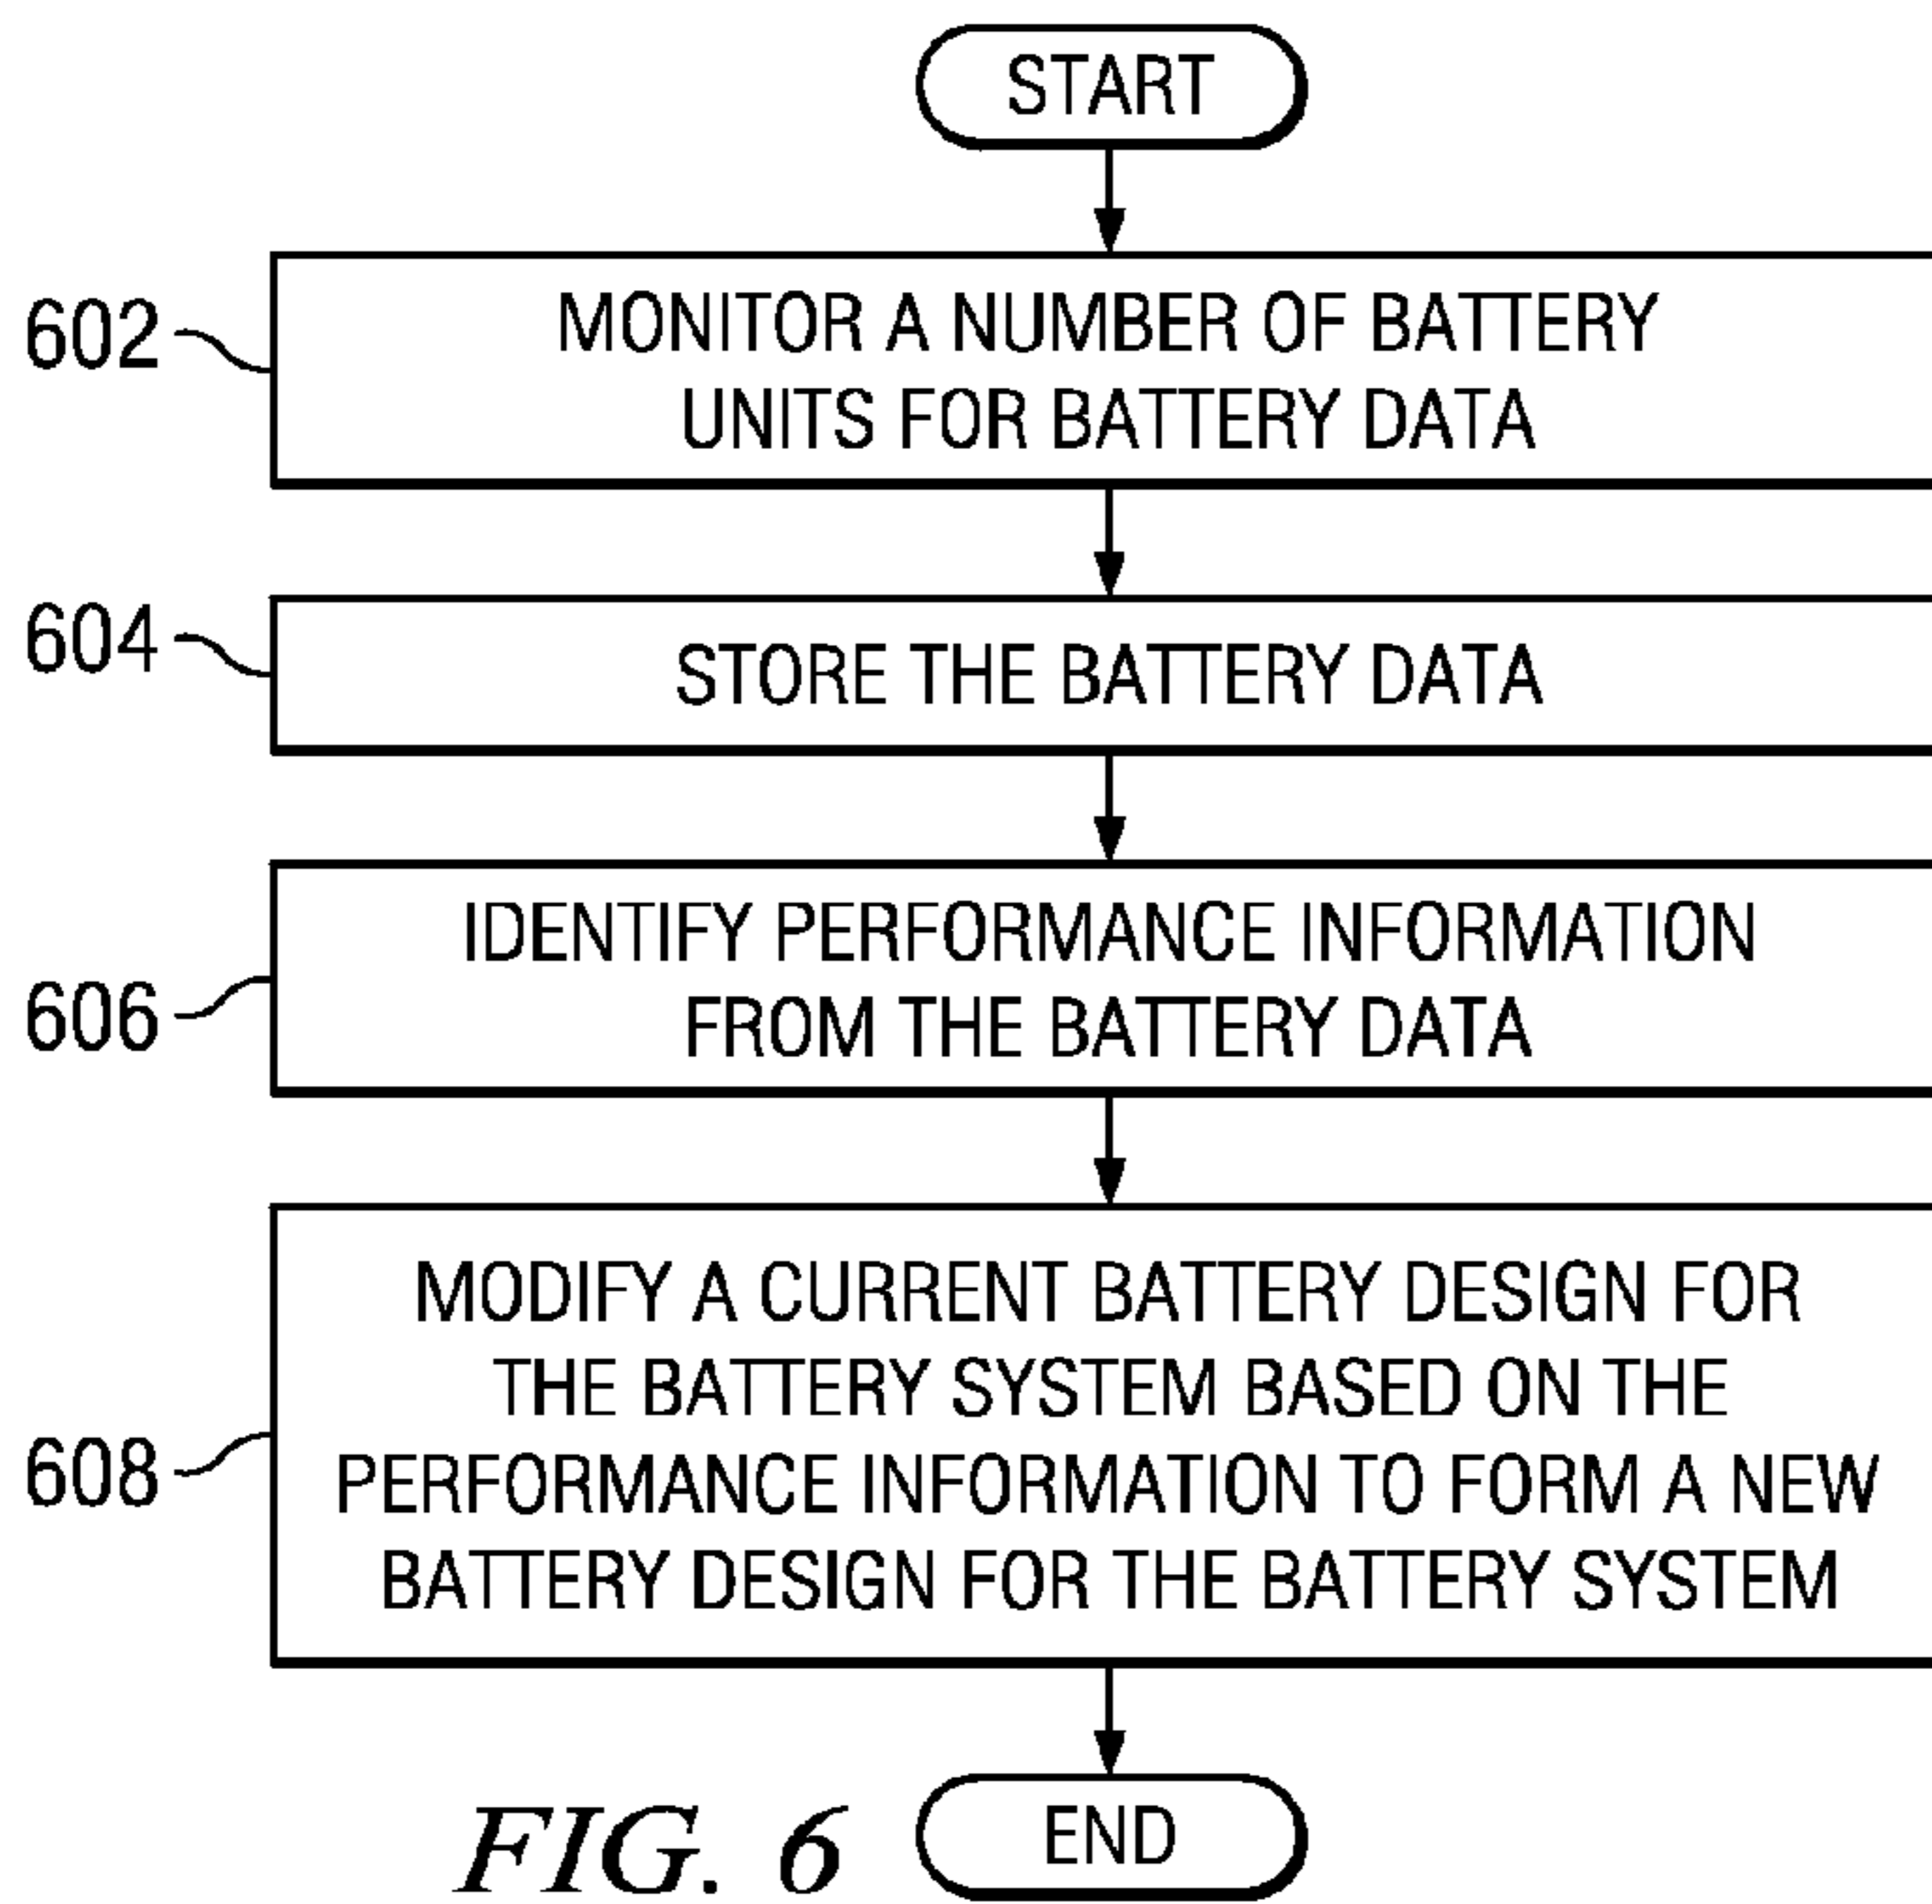 START
602
MONITOR A NUMBER OF BATTERY
UNITS FOR BATTERY DATA
604
STORE THE BATTERY DATA
IDENTIFY PERFORMANCE INFORMATION
606
FROM THE BATTERY DATA
MODIFY A CURRENT BATTERY DESIGN FOR
THE BATTERY SYSTEM BASED ON THE
608
PERFORMANCE INFORMATION TO FORM A NEW
BATTERY DESIGN FOR THE BATTERY SYSTEM
FIG. 6
END